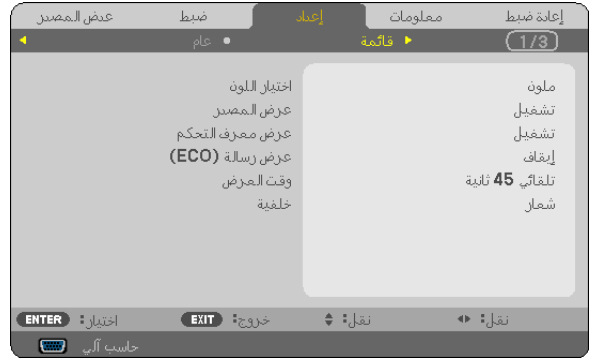 عرض المصدر ضبط إعداد معلومات إعادة ضبط
عام قائمة 1/3
اختيار اللون ملون
عرض المصدر تشغيل
عرض معرف التحكم تشغيل
عرض رسالة (ECO) إيقاف
وقت العرض تلقائي 45 ثانية
خلفية شعار
ENTER اختيار: EXIT خروج: نقل: نقل:
حاسب آلي